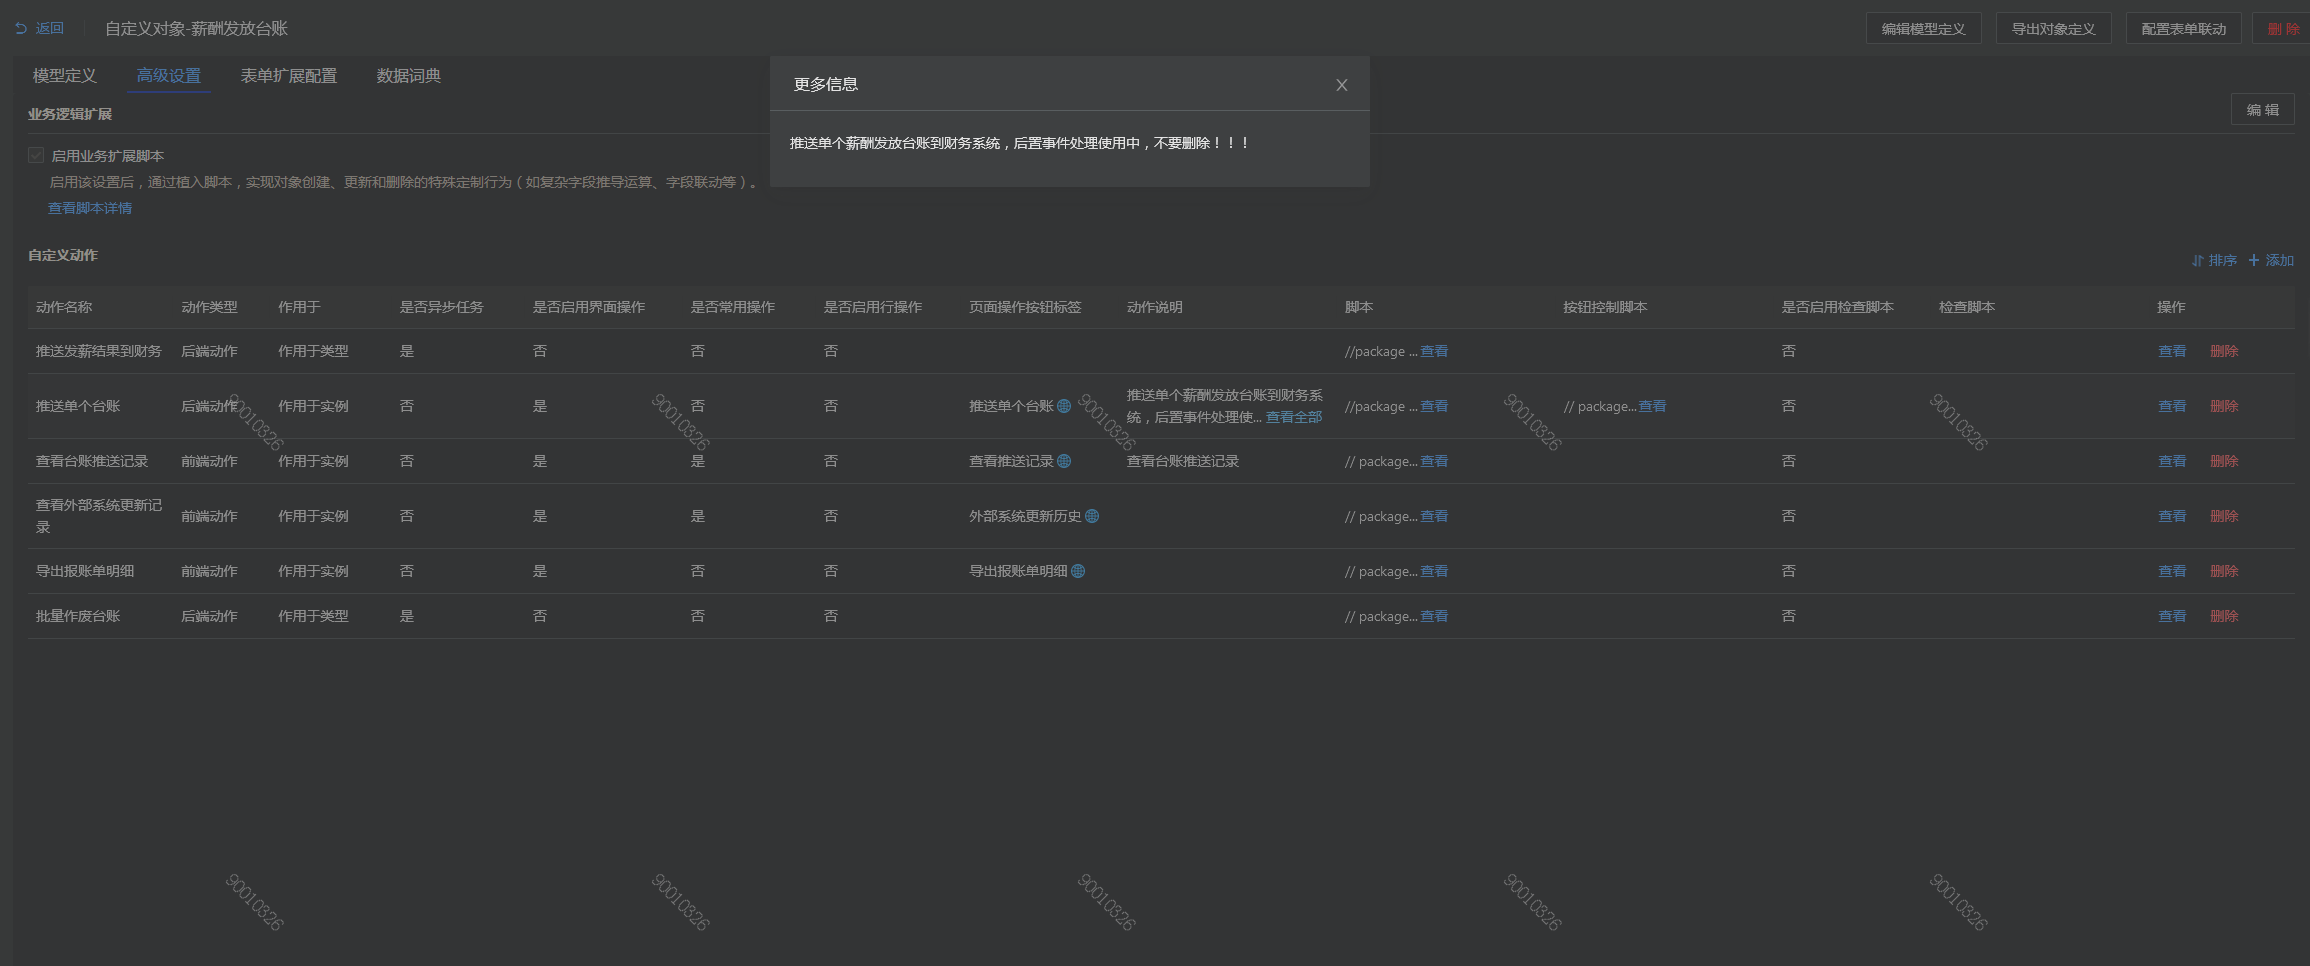 返回 自定义对象-薪酬发放台账 编辑模型定义 导出对象定义 配置表单联动 删 除
模型定义 高级设置 表单扩展配置 数据词典
更多信息 X
推送单个薪酬发放台账到财务系统，后置事件处理使用中，不要删除！！！
业务逻辑扩展 编 辑
启用业务扩展脚本
启用该设置后，通过植入脚本，实现对象创建、更新和删除的特殊定制行为（如复杂字段推导运算、字段联动等）。
查看脚本详情
自定义动作 排序 + 添加
动作名称 动作类型 作用于 是否异步任务 是否启用界面操作 是否常用操作 是否启用行操作 页面操作按钮标签 动作说明 脚本 按钮控制脚本 是否启用检查脚本 检查脚本 操作
推送发薪结果到财务 后端动作 作用于类型 是 否 否 否 //package ... 查看 否 查看 删除
推送单个台账 后端动作 作用于实例 否 是 否 否 推送单个台账 推送单个薪酬发放台账到财务系 //package ... 查看 // package... 查看 否 查看 删除
统，后置事件处理使... 查看全部
查看台账推送记录 前端动作 作用于实例 否 是 是 否 查看推送记录 查看台账推送记录 // package... 查看 否 查看 删除
查看外部系统更新记
录 前端动作 作用于实例 否 是 是 否 外部系统更新历史 // package... 查看 否 查看 删除
导出报账单明细 前端动作 作用于实例 否 是 否 否 导出报账单明细 // package... 查看 否 查看 删除
批量作废台账 后端动作 作用于类型 是 否 否 否 // package... 查看 否 查看 删除
90010326 90010326 90010326 90010326 90010326
90010326 90010326 90010326 90010326 90010326